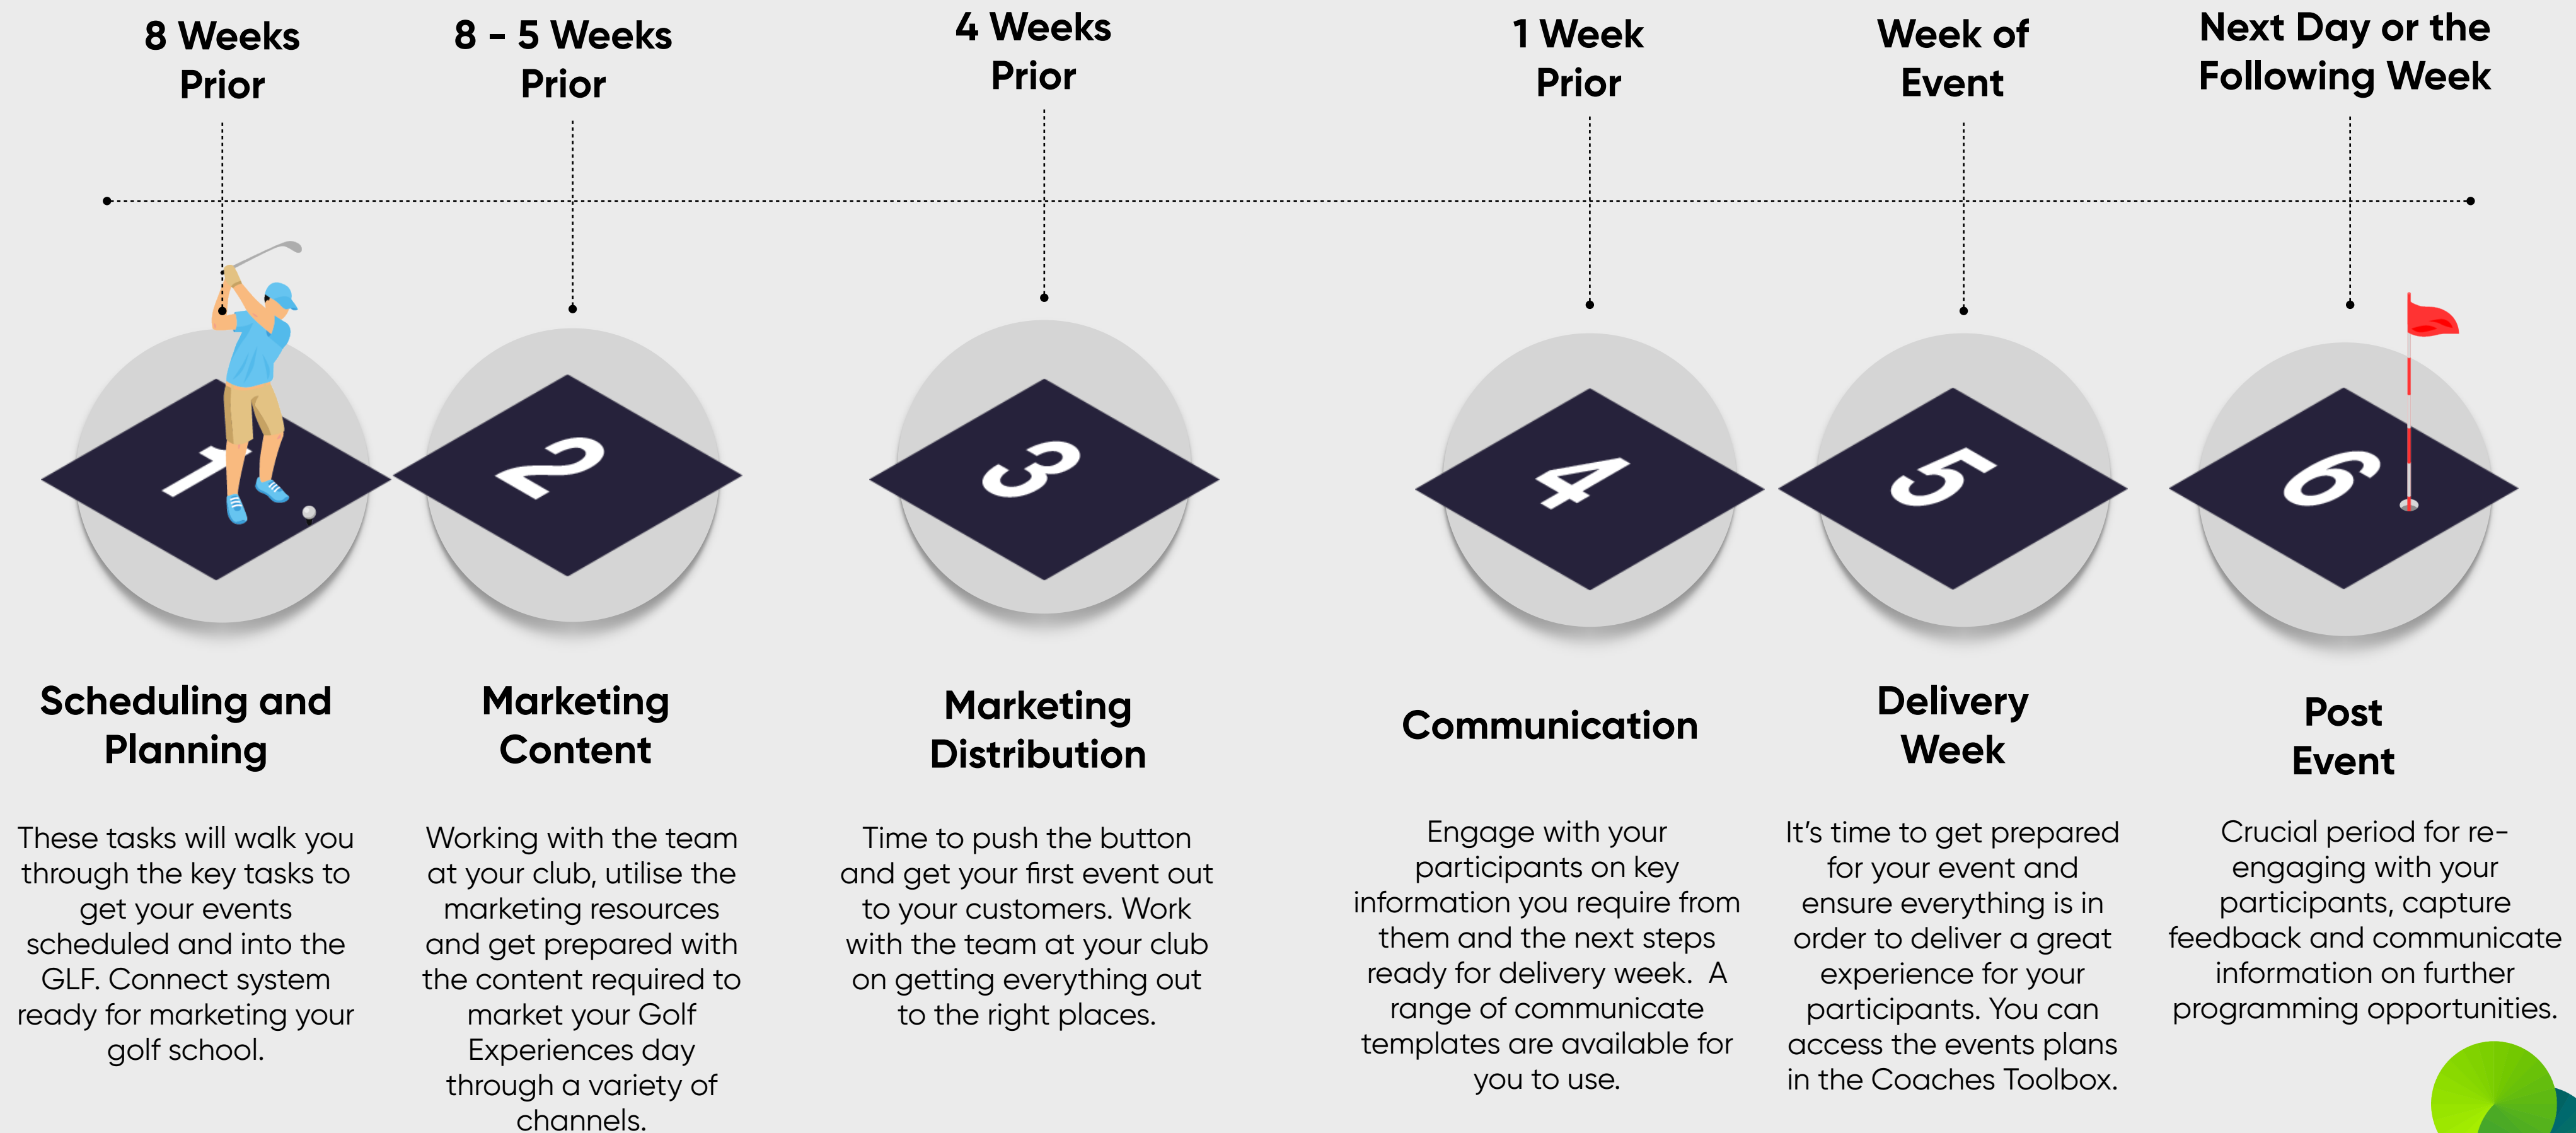 8 Weeks
Prior
8 - 5 Weeks
Prior
4 Weeks
Prior
1 Week
Prior
Week of
Event
Next Day or the
Following Week
1
2
3
4
5
6
Scheduling and
Planning
These tasks will walk you
through the key tasks to
get your events
scheduled and into the
GLF. Connect system
ready for marketing your
golf school.
Marketing
Content
Working with the team
at your club, utilise the
marketing resources
and get prepared with
the content required to
market your Golf
Experiences day
through a variety of
channels.
Marketing
Distribution
Time to push the button
and get your first event out
to your customers. Work
with the team at your club
on getting everything out
to the right places.
Communication
Engage with your
participants on key
information you require from
them and the next steps
ready for delivery week.  A
range of communicate
templates are available for
you to use.
Delivery
Week
It’s time to get prepared
for your event and
ensure everything is in
order to deliver a great
experience for your
participants. You can
access the events plans
in the Coaches Toolbox.
Post
Event
Crucial period for re-
engaging with your
participants, capture
feedback and communicate
information on further
programming opportunities.